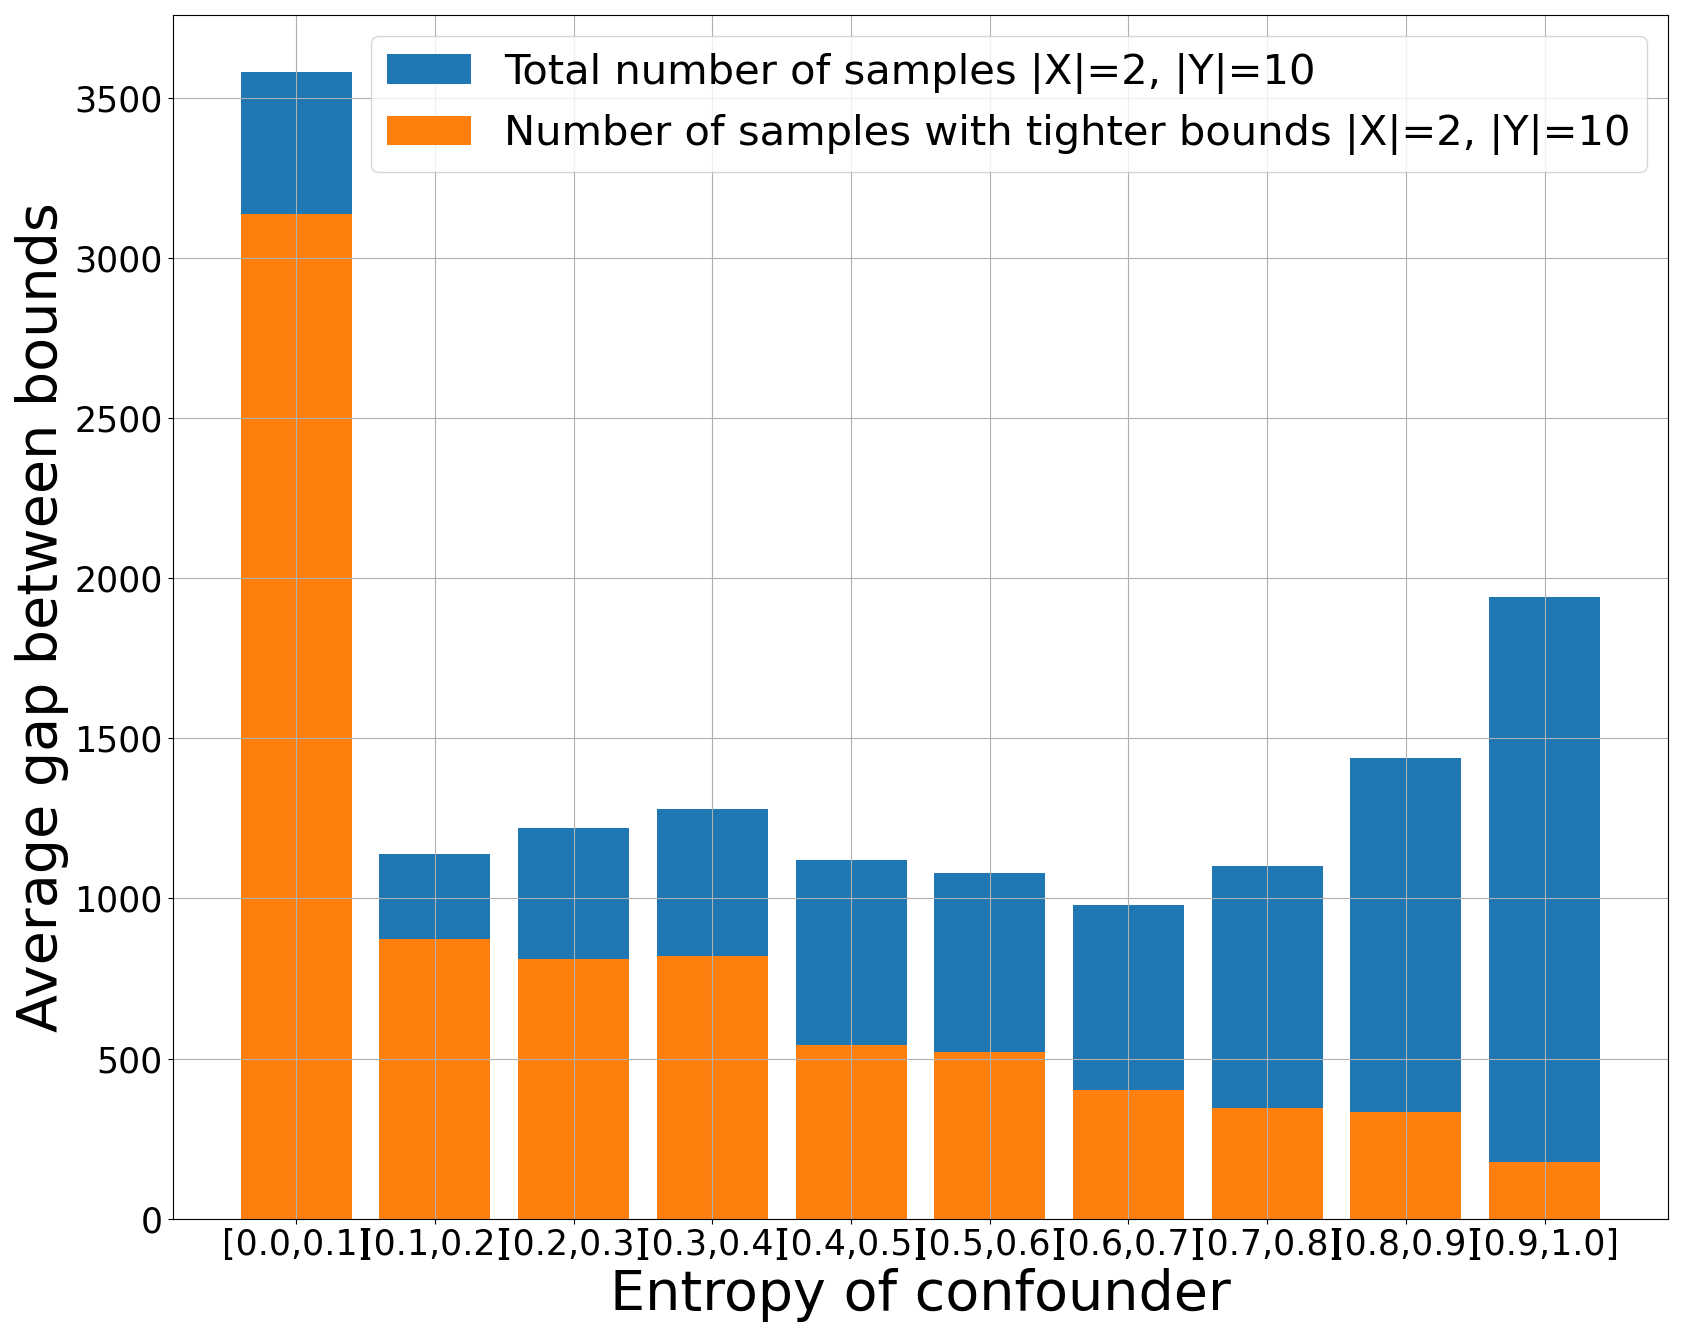 Total number of samples |X|=2, |Y|=10
Number of samples with tighter bounds |X|=2, |Y|=10
Average gap between bounds
3500
3000
2500
2000
1500
1000
500
0
[0.0,0.1] [0.1,0.2] [0.2,0.3] [0.3,0.4] [0.4,0.5] [0.5,0.6] [0.6,0.7] [0.7,0.8] [0.8,0.9] [0.9,1.0]
Entropy of confounder